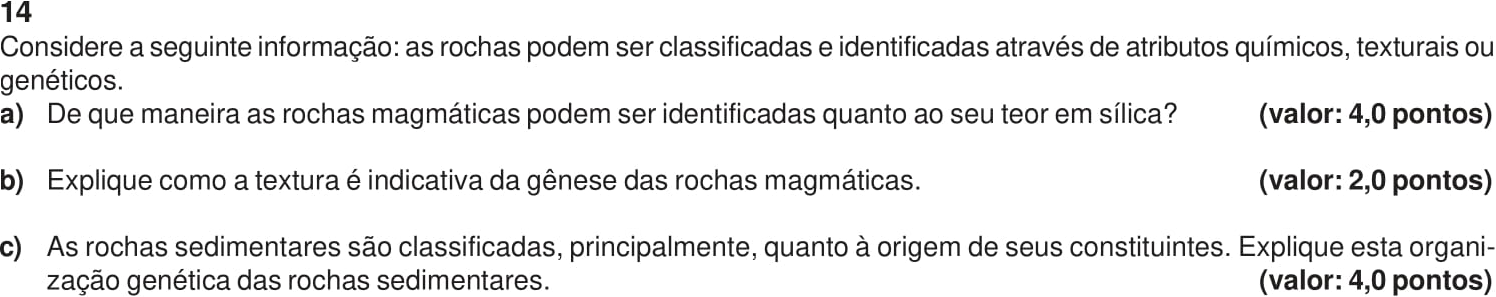 14
Considere a seguinte informação: as rochas podem ser classificadas e identificadas através de atributos químicos, texturais ou
genéticos.
a) De que maneira as rochas magmáticas podem ser identificadas quanto ao seu teor em sílica? (valor: 4,0 pontos)
b) Explique como a textura é indicativa da gênese das rochas magmáticas. (valor: 2,0 pontos)
c) As rochas sedimentares são classificadas, principalmente, quanto à origem de seus constituintes. Explique esta organi-
zação genética das rochas sedimentares. (valor: 4,0 pontos)